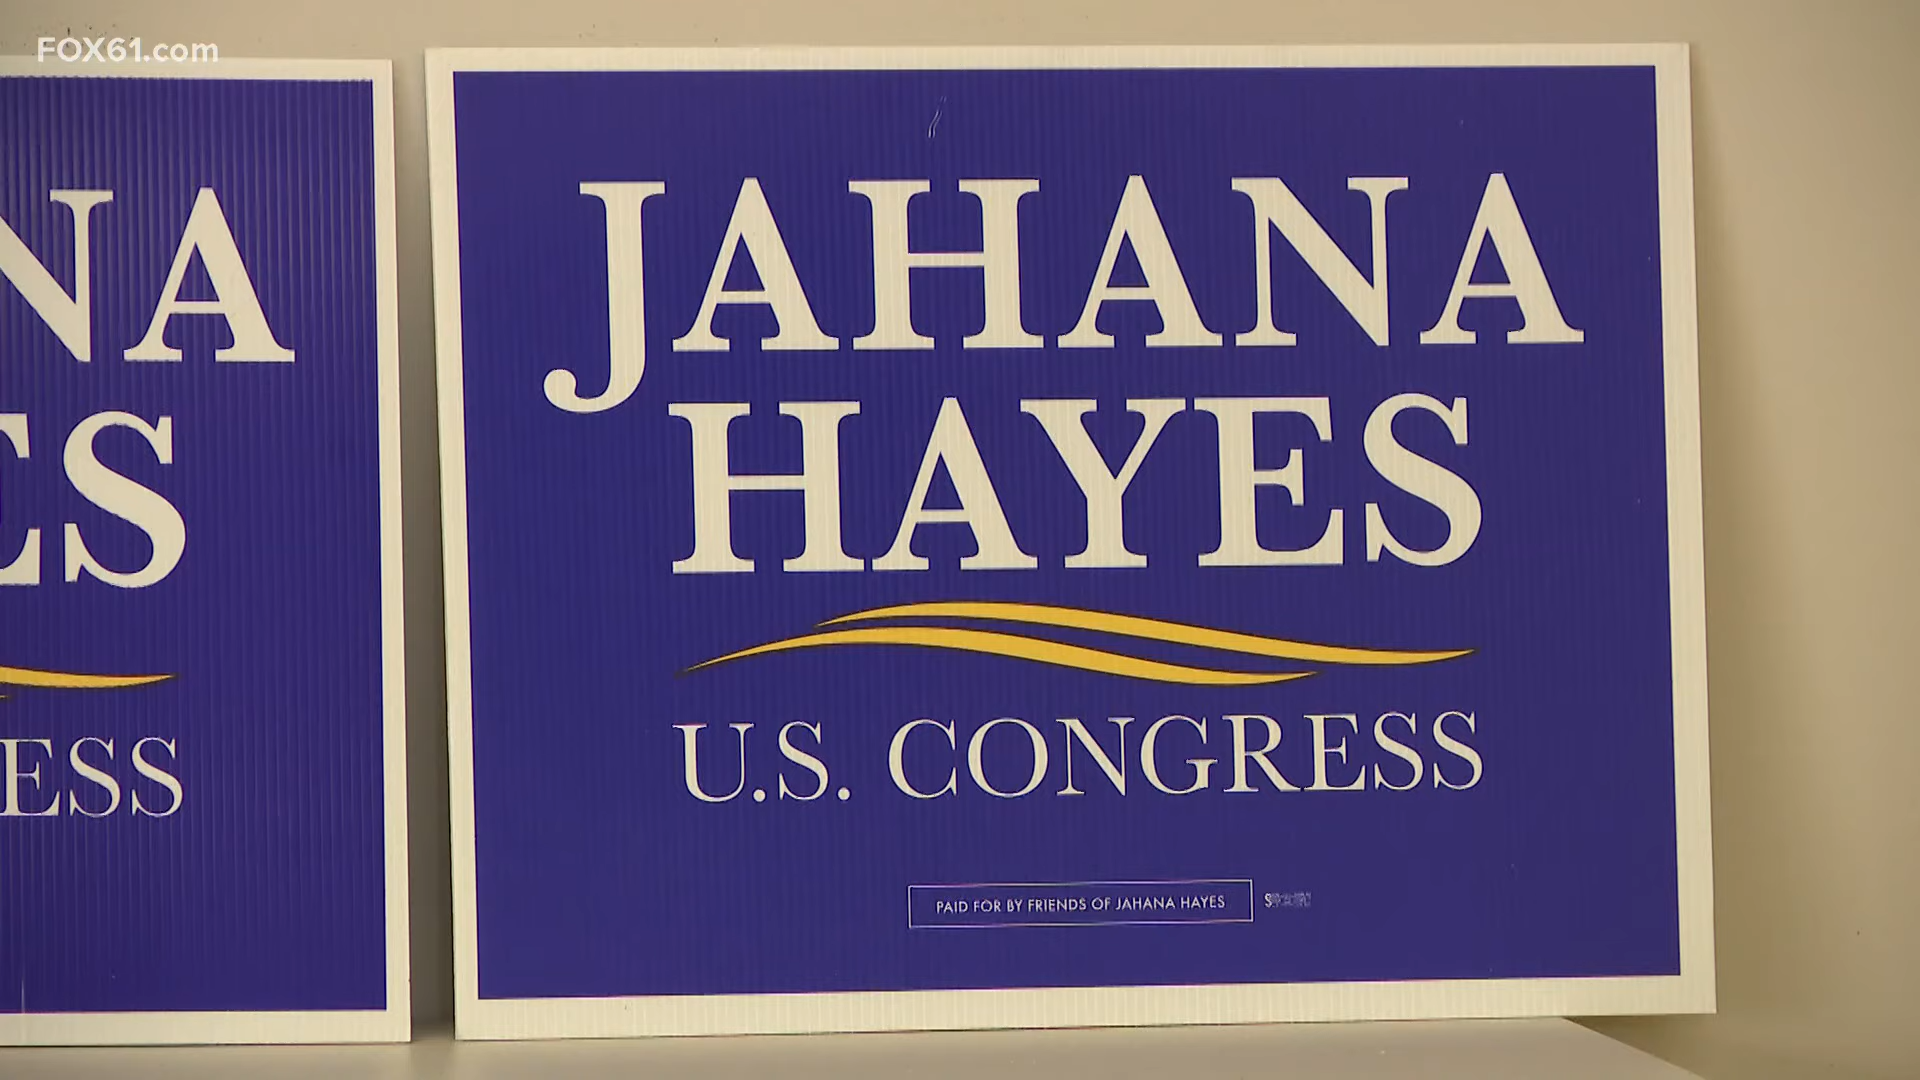 FOX61.com
NA
ES
ESS
JAHANA
HAYES
U.S. CONGRESS
PAID FOR BY FRIENDS OF JAHANA HAYES